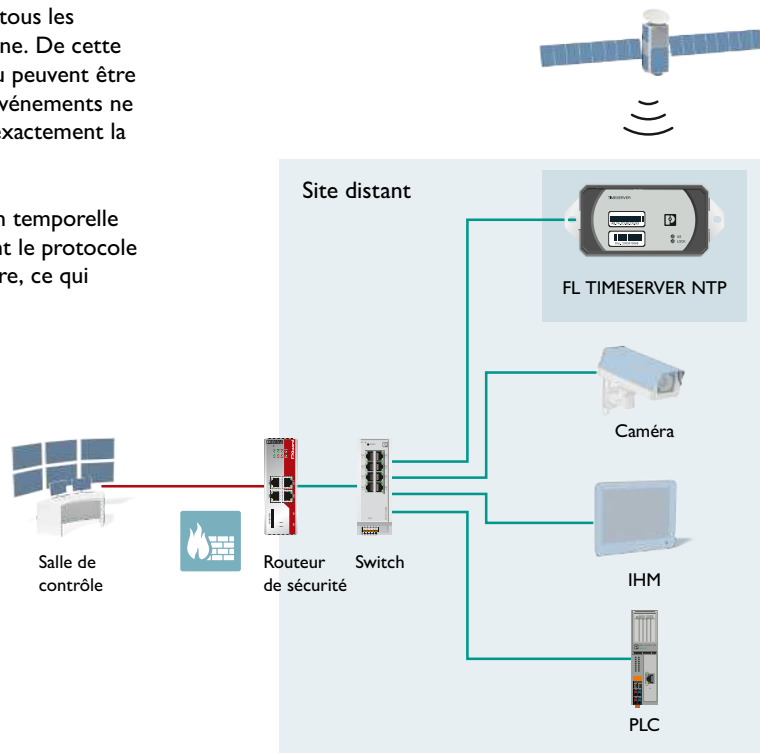 tous les
ne. De cette
u peuvent être
événements ne
exactement la
n temporelle
nt le protocole
re, ce qui
Site distant
TIMESERVER
FL TIMESERVER NTP
Caméra
Salle de
contrôle
Routeur
de sécurité
Switch
IHM
PLC